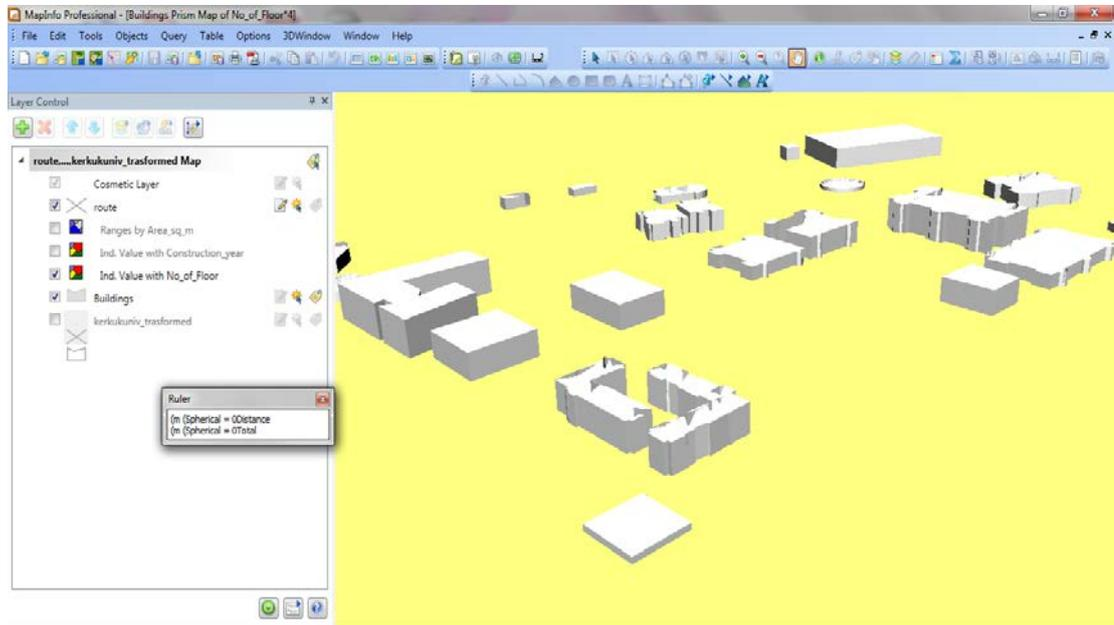 MapInfo Professional - [Buildings Prism Map of No_of_Floor*4]
File Edit Tools Objects Query Table Options 3DWindow Window Help
Layer Control
route.....kerkukuniv_trasformed Map
Cosmetic Layer
route
Ranges by Area_sq_m
Ind. Value with Construction_year
Ind. Value with No_of_Floor
Buildings
kerkukuniv_trasformed
Ruler
(m (Spherical = 0Distance
(m (Spherical = 0Total